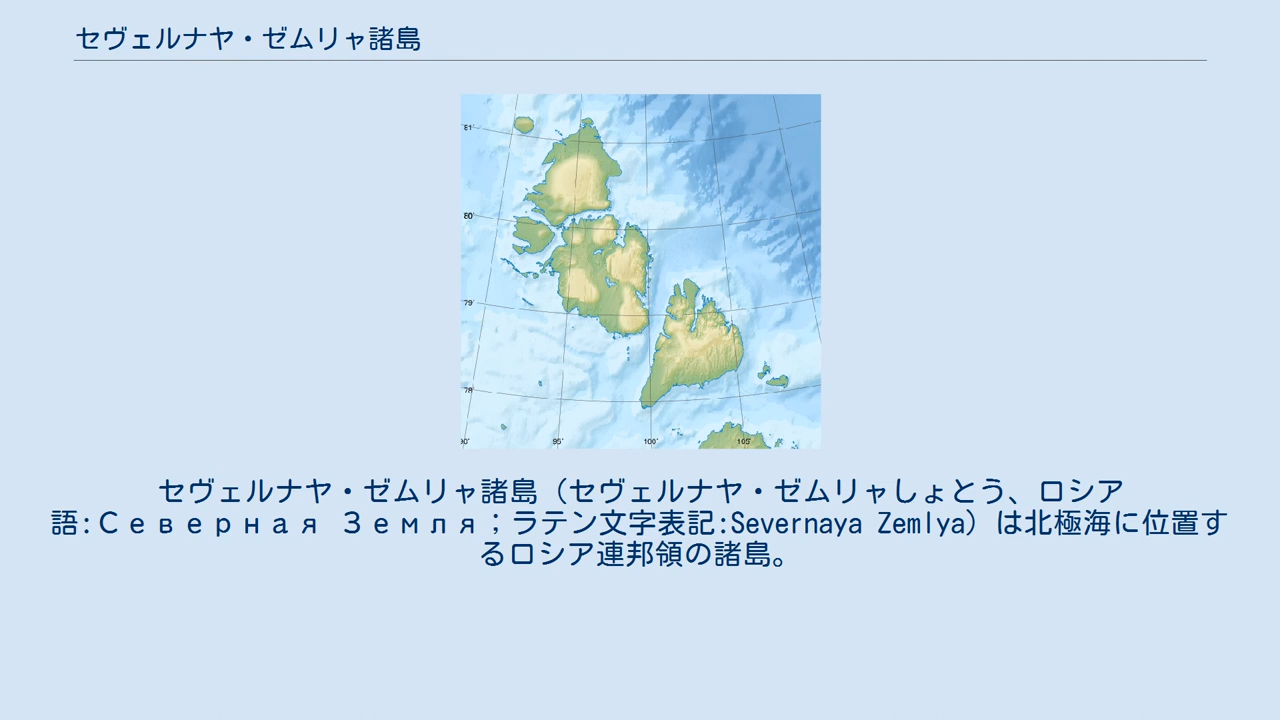 セヴェルナヤ・ゼムリャ諸島
81°
80°
79°
78°
90°
95°
100°
105°
セヴェルナヤ・ゼムリャ諸島（セヴェルナヤ・ゼムリャしょとう、ロシア
語:Северная Земля；ラテン文字表記:Severnaya Zemlya）は北極海に位置す
るロシア連邦領の諸島。